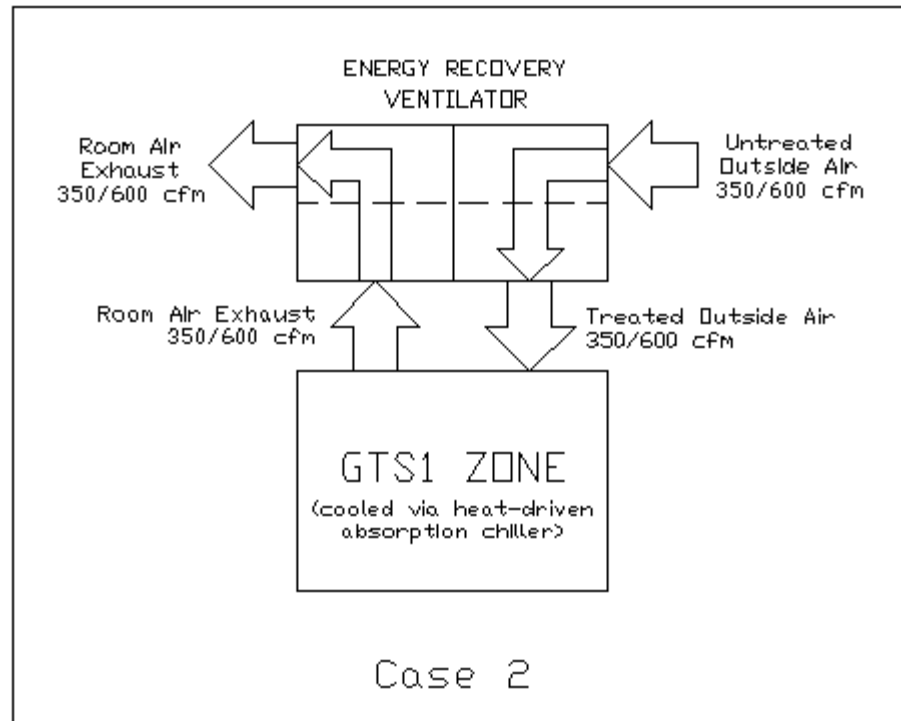 ENERGY RECOVERY
VENTILATOR
Room Air
Exhaust
350/600 cfm
Untreated
Outside Air
350/600 cfm
Room Air Exhaust
350/600 cfm
Treated Outside Air
350/600 cfm
GTS1 ZONE
(cooled via heat-driven
absorption chiller)
Case 2